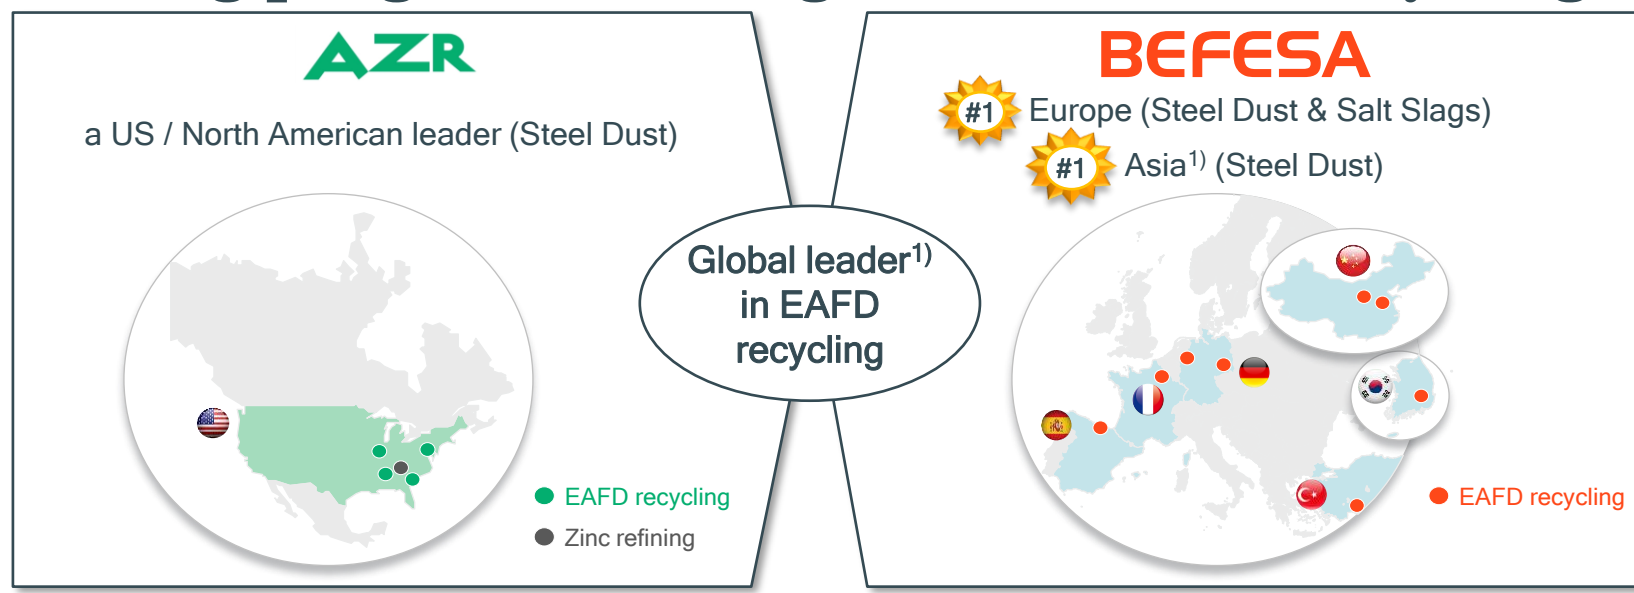 AZR
a US / North American leader (Steel Dust)
EAFD recycling
Zinc refining
Global leader1)
in EAFD
recycling
BEFESA
#1 Europe (Steel Dust & Salt Slags)
#1 Asia1) (Steel Dust)
EAFD recycling